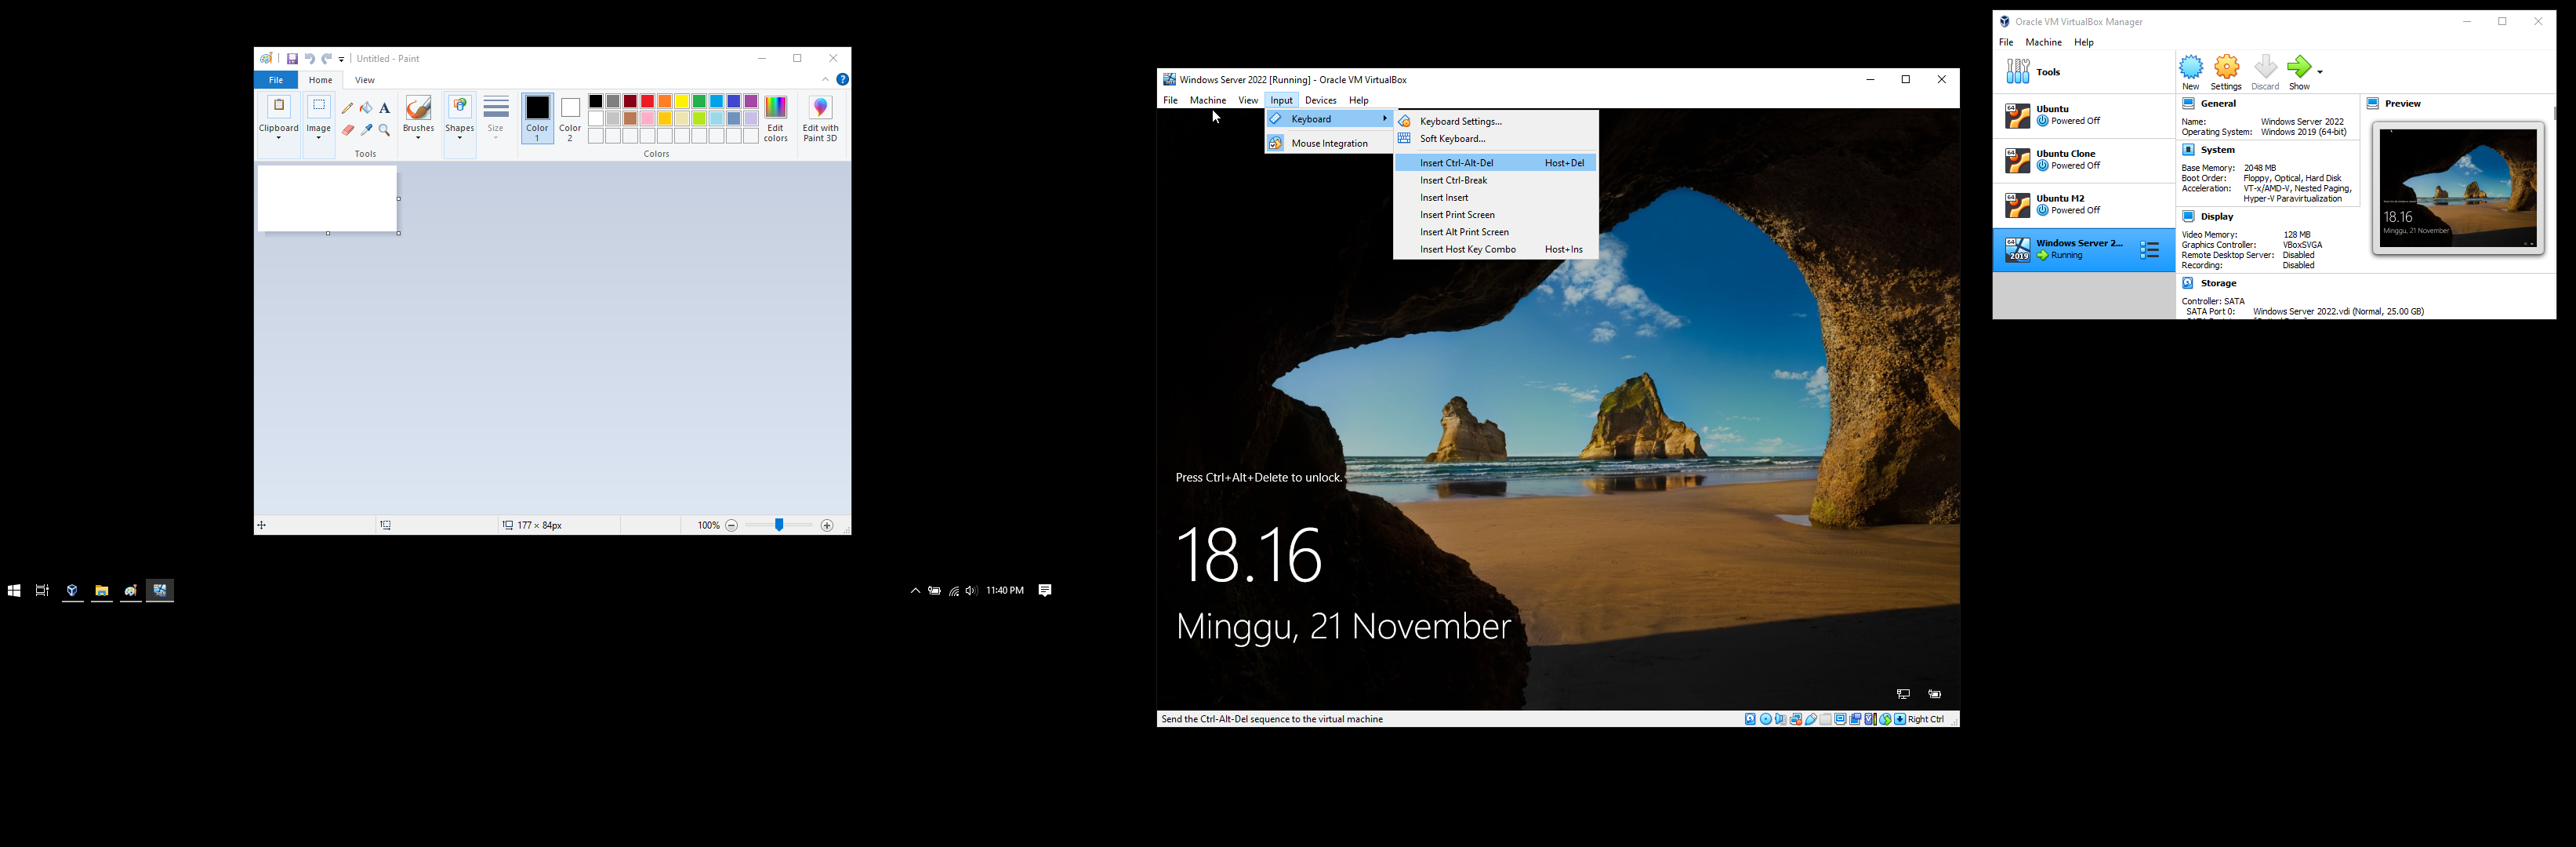 Untitled - Paint
File Home View
Clipboard Image Brushes Shapes Size Color 1 Color 2 Edit colors Edit with Paint 3D
Tools Colors
177 × 84px 100%
11:40 PM
Windows Server 2022 [Running] - Oracle VM VirtualBox
File Machine View Input Devices Help
Keyboard
Mouse Integration
Keyboard Settings...
Soft Keyboard...
Insert Ctrl-Alt-Del Host+Del
Insert Ctrl-Break
Insert Insert
Insert Print Screen
Insert Alt Print Screen
Insert Host Key Combo Host+Ins
Press Ctrl+Alt+Delete to unlock.
18.16
Minggu, 21 November
Send the Ctrl-Alt-Del sequence to the virtual machine Right Ctrl
Oracle VM VirtualBox Manager
File Machine Help
Tools
New Settings Discard Show
64 Ubuntu
Powered Off
64 Ubuntu Clone
Powered Off
64 Ubuntu M2
Powered Off
64 2019 Windows Server 2...
Running
General
Name: Windows Server 2022
Operating System: Windows 2019 (64-bit)
System
Base Memory: 2048 MB
Boot Order: Floppy, Optical, Hard Disk
Acceleration: VT-x/AMD-V, Nested Paging,
Hyper-V Paravirtualization
Display
Video Memory: 128 MB
Graphics Controller: VBoxSVGA
Remote Desktop Server: Disabled
Recording: Disabled
Storage
Controller: SATA
SATA Port 0: Windows Server 2022.vdi (Normal, 25.00 GB)
Preview
18.16
Minggu, 21 November